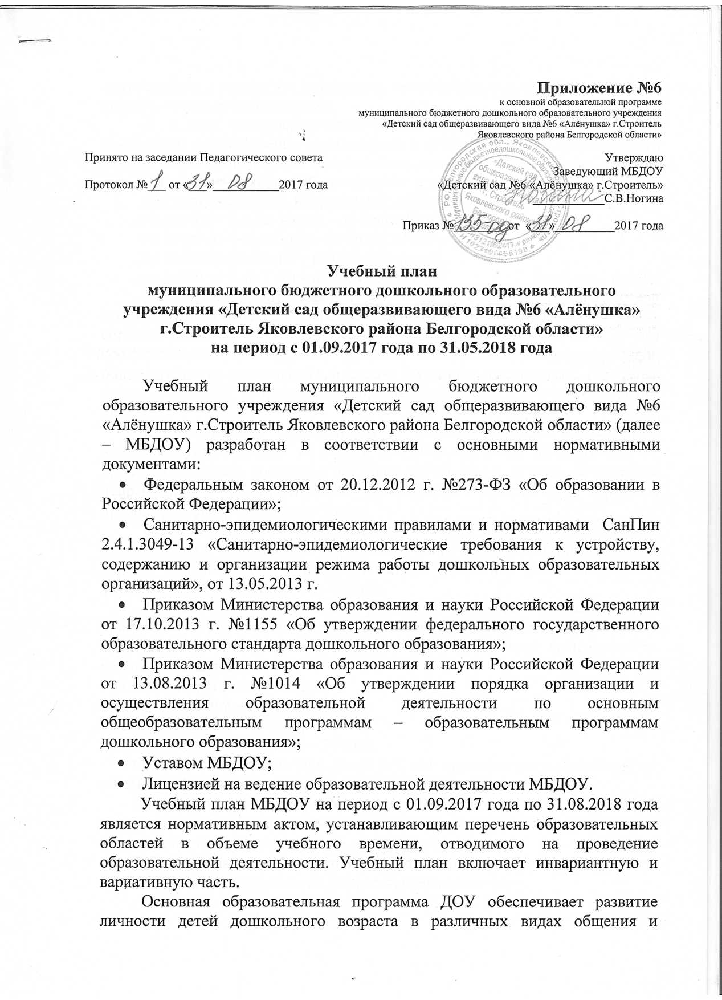 Приложение №6
к основной образовательной программе
муниципального бюджетного дошкольного образовательного учреждения
«Детский сад общеразвивающего вида №6 «Алёнушка» г.Строитель
Яковлевского района Белгородской области»
Принято на заседании Педагогического совета
Протокол № 1 от «31» 08 2017 года
Утверждаю
Заведующий МБДОУ
«Детский сад №6 «Алёнушка» г.Строитель»
С.В.Ногина
Приказ № 135-од от «31» 08 2017 года
Учебный план
муниципального бюджетного дошкольного образовательного
учреждения «Детский сад общеразвивающего вида №6 «Алёнушка»
г.Строитель Яковлевского района Белгородской области»
на период с 01.09.2017 года по 31.05.2018 года
Учебный план муниципального бюджетного дошкольного
образовательного учреждения «Детский сад общеразвивающего вида №6
«Алёнушка» г.Строитель Яковлевского района Белгородской области» (далее
– МБДОУ) разработан в соответствии с основными нормативными
документами:
• Федеральным законом от 20.12.2012 г. №273-ФЗ «Об образовании в
Российской Федерации»;
• Санитарно-эпидемиологическими правилами и нормативами СанПин
2.4.1.3049-13 «Санитарно-эпидемиологические требования к устройству,
содержанию и организации режима работы дошкольных образовательных
организаций», от 13.05.2013 г.
• Приказом Министерства образования и науки Российской Федерации
от 17.10.2013 г. №1155 «Об утверждении федерального государственного
образовательного стандарта дошкольного образования»;
• Приказом Министерства образования и науки Российской Федерации
от 13.08.2013 г. №1014 «Об утверждении порядка организации и
осуществления образовательной деятельности по основным
общеобразовательным программам – образовательным программам
дошкольного образования»;
• Уставом МБДОУ;
• Лицензией на ведение образовательной деятельности МБДОУ.
Учебный план МБДОУ на период с 01.09.2017 года по 31.08.2018 года
является нормативным актом, устанавливающим перечень образовательных
областей в объеме учебного времени, отводимого на проведение
образовательной деятельности. Учебный план включает инвариантную и
вариативную часть.
Основная образовательная программа ДОУ обеспечивает развитие
личности детей дошкольного возраста в различных видах общения и